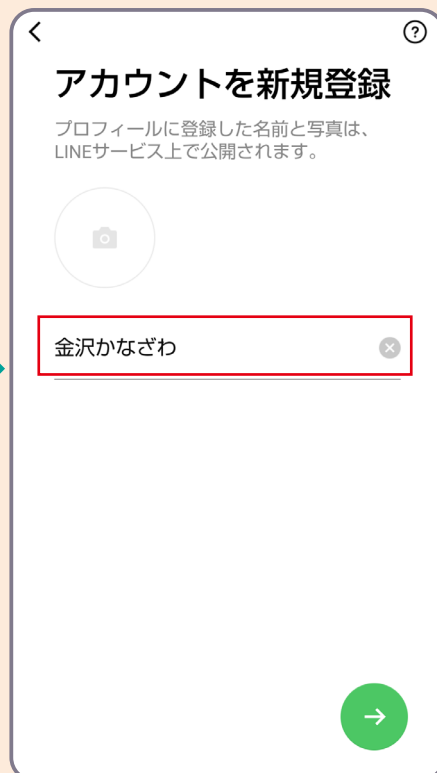 アカウントを新規登録
プロフィールに登録した名前と写真は、
LINEサービス上で公開されます。
金沢かなざわ